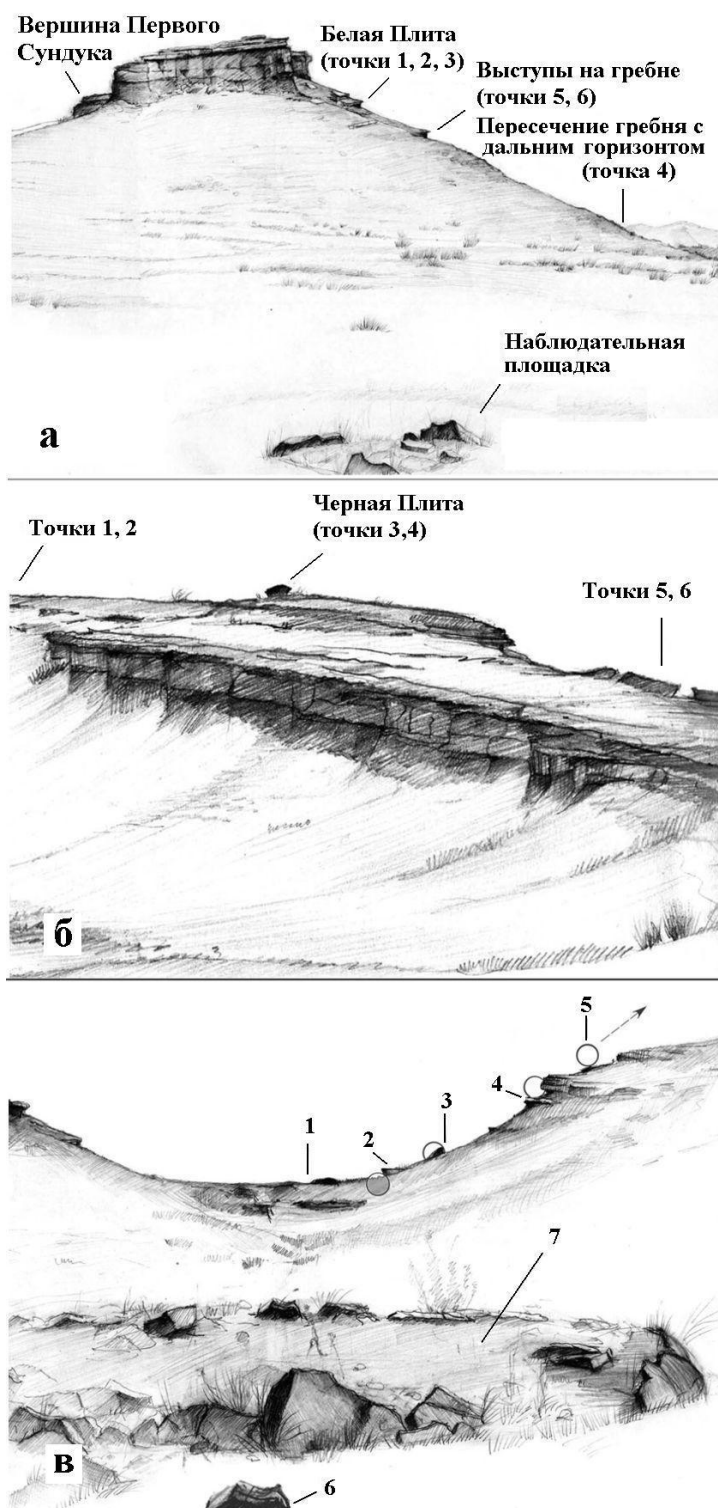 Вершина Первого
Сундука
Белая Плита
(точки 1, 2, 3)
Выступы на гребне
(точки 5, 6)
Пересечение гребня с
дальним горизонтом
(точка 4)
Наблюдательная
площадка
а
Точки 1, 2
Черная Плита
(точки 3,4)
Точки 5, 6
б
5
4
3
2
1
7
6
в